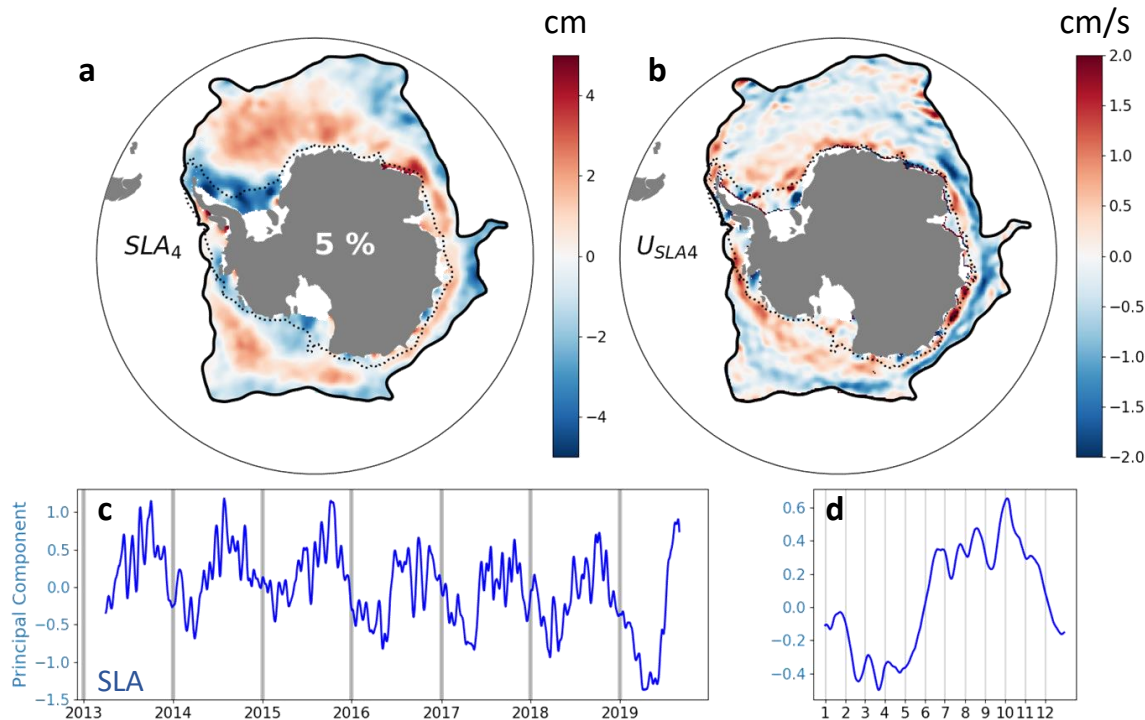 cm
cm/s
a
b
4
2
0
−2
−4
2.0
1.5
1.0
0.5
0.0
−0.5
−1.0
−1.5
−2.0
SLA4
5 %
USLA4
c
d
Principal Component
1.0
0.5
0.0
−0.5
−1.0
−1.5
SLA
2013 2014 2015 2016 2017 2018 2019
0.6
0.4
0.2
0.0
−0.2
−0.4
1 2 3 4 5 6 7 8 9 10 11 12